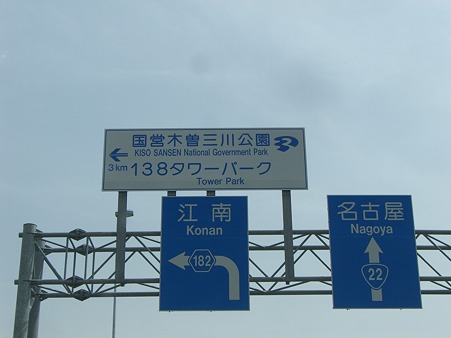 国営木曽三川公園
KISO SANSEN National Government Park
3km 138タワーパーク
Tower Park
江南
Konan
182
名古屋
Nagoya
22